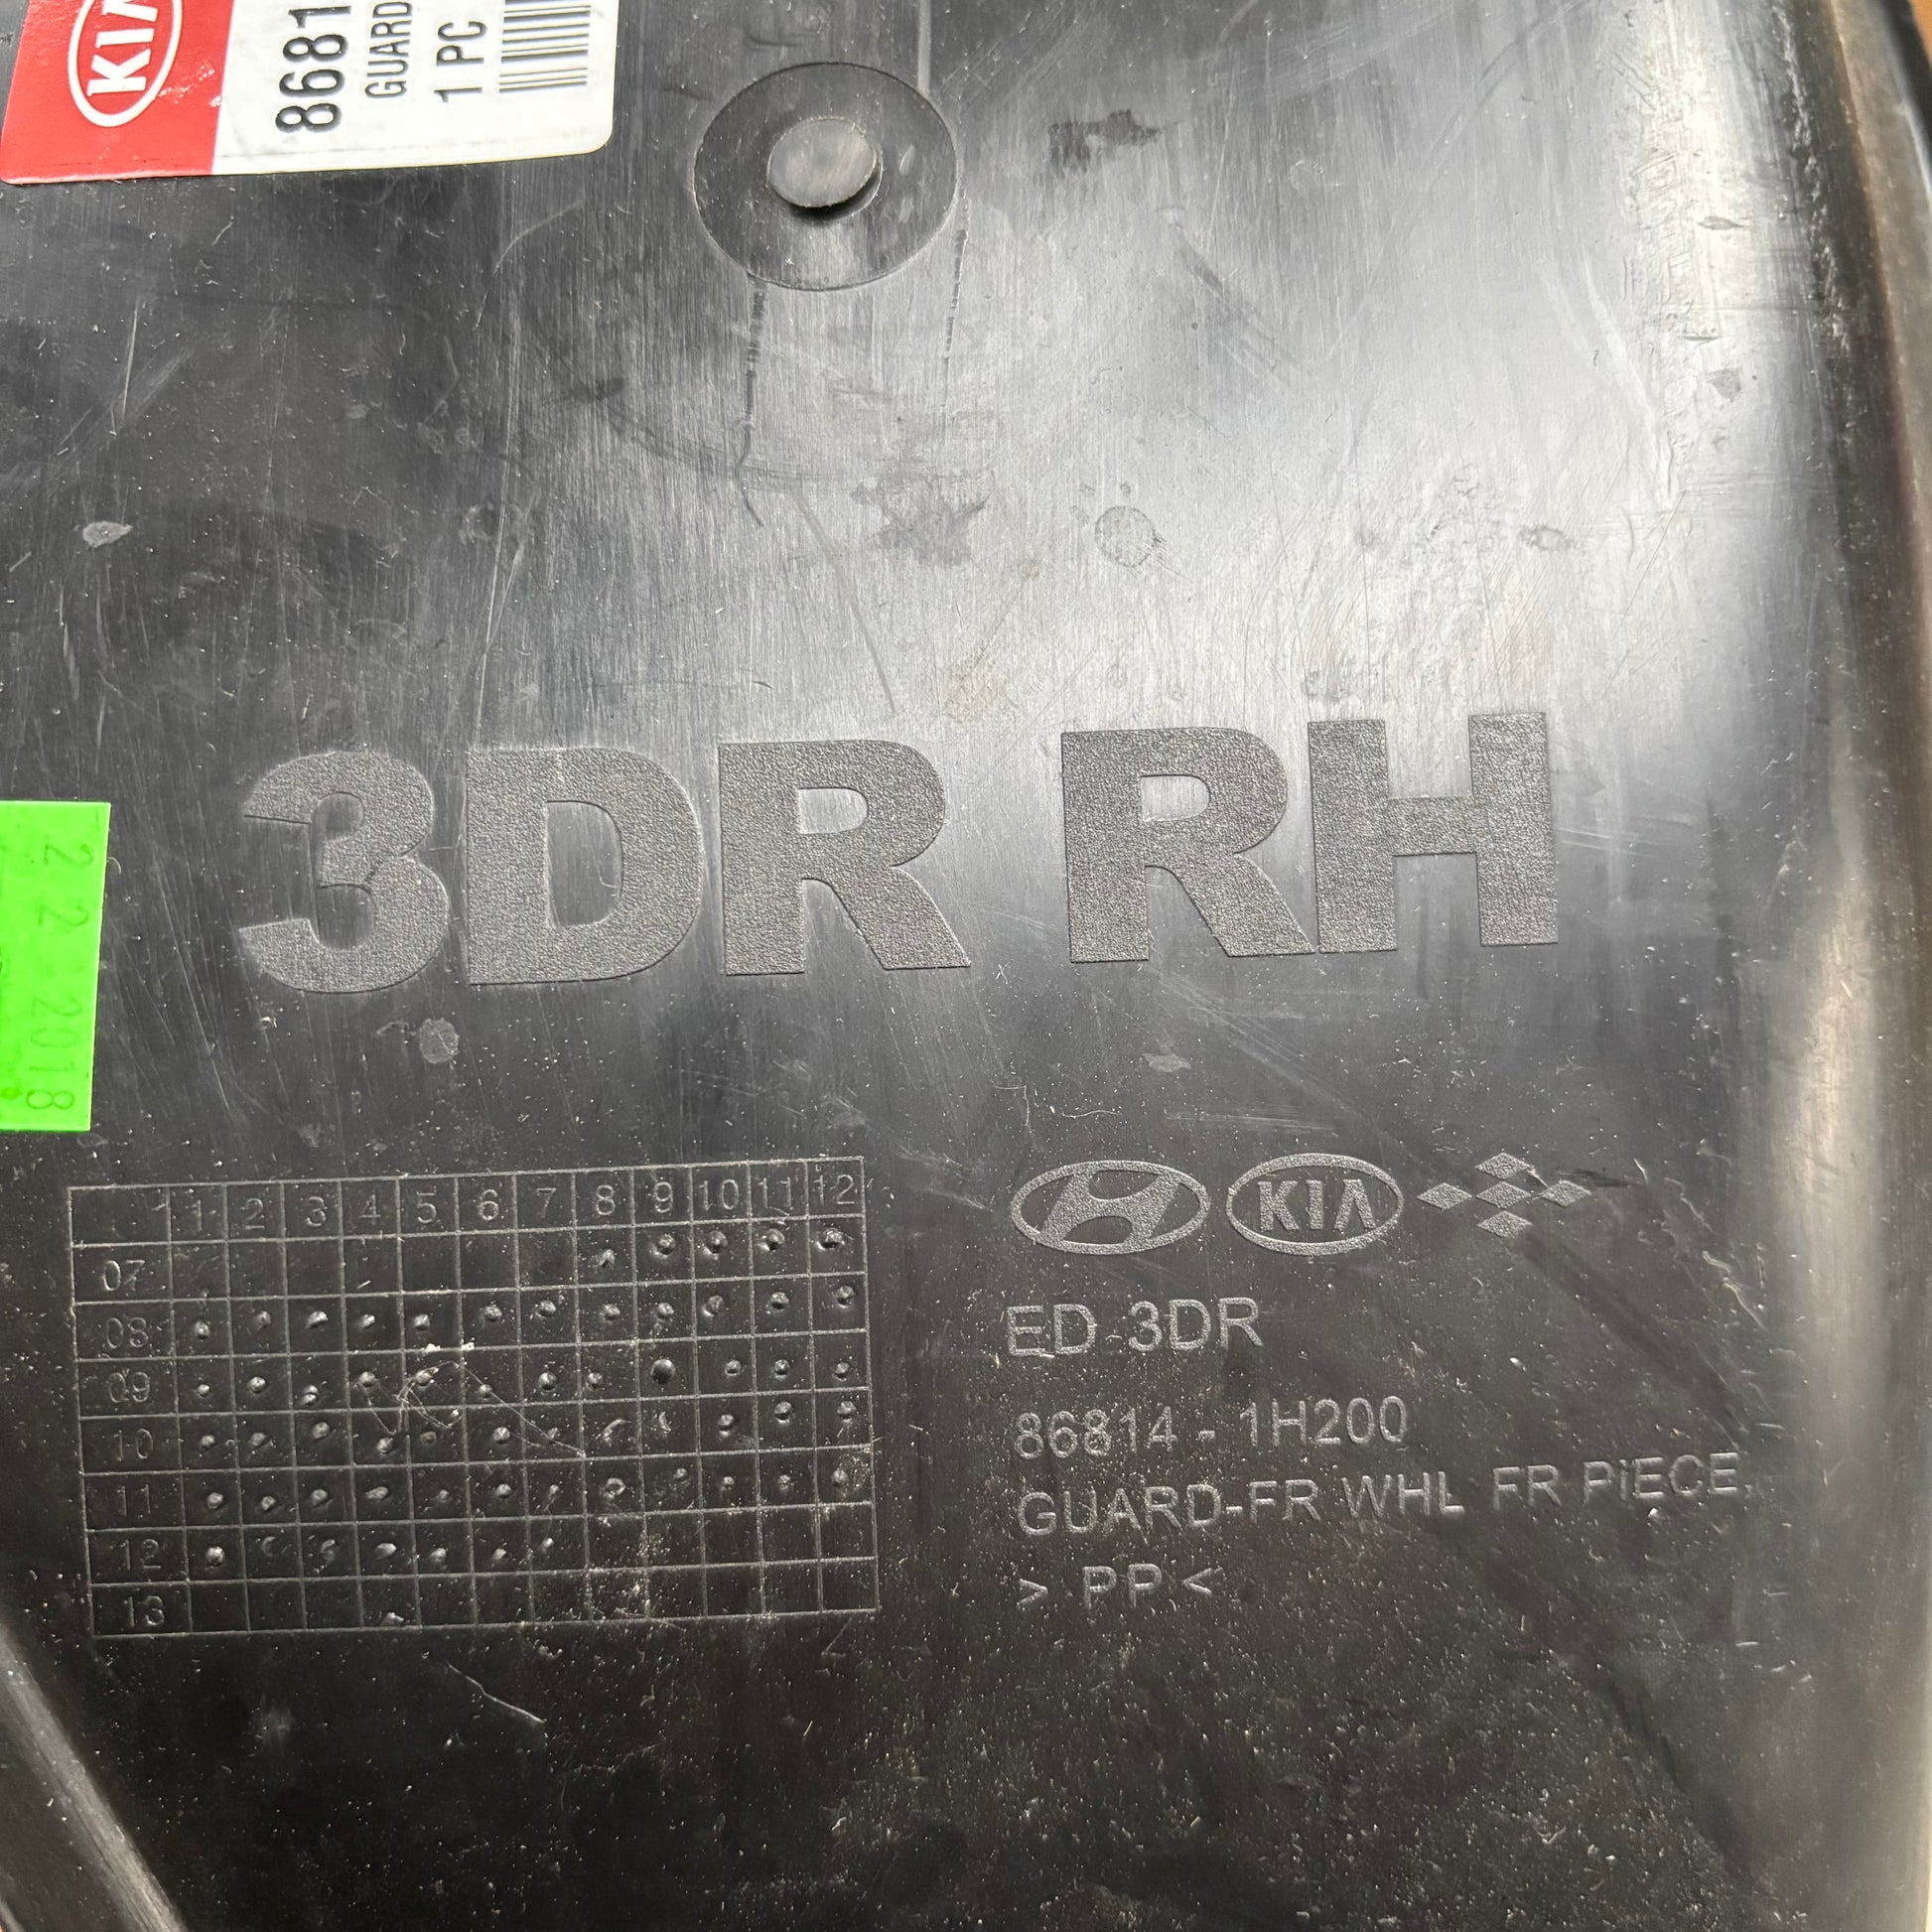 KIA
8681
GUARD
1 PC
3DR RH
22. 2018
1 2 3 4 5 6 7 8 9 10 11 12
07
08
09
10
11
12
13
KIA
ED 3DR
86814 - 1H200
GUARD-FR WHL FR PiECE
> PP <